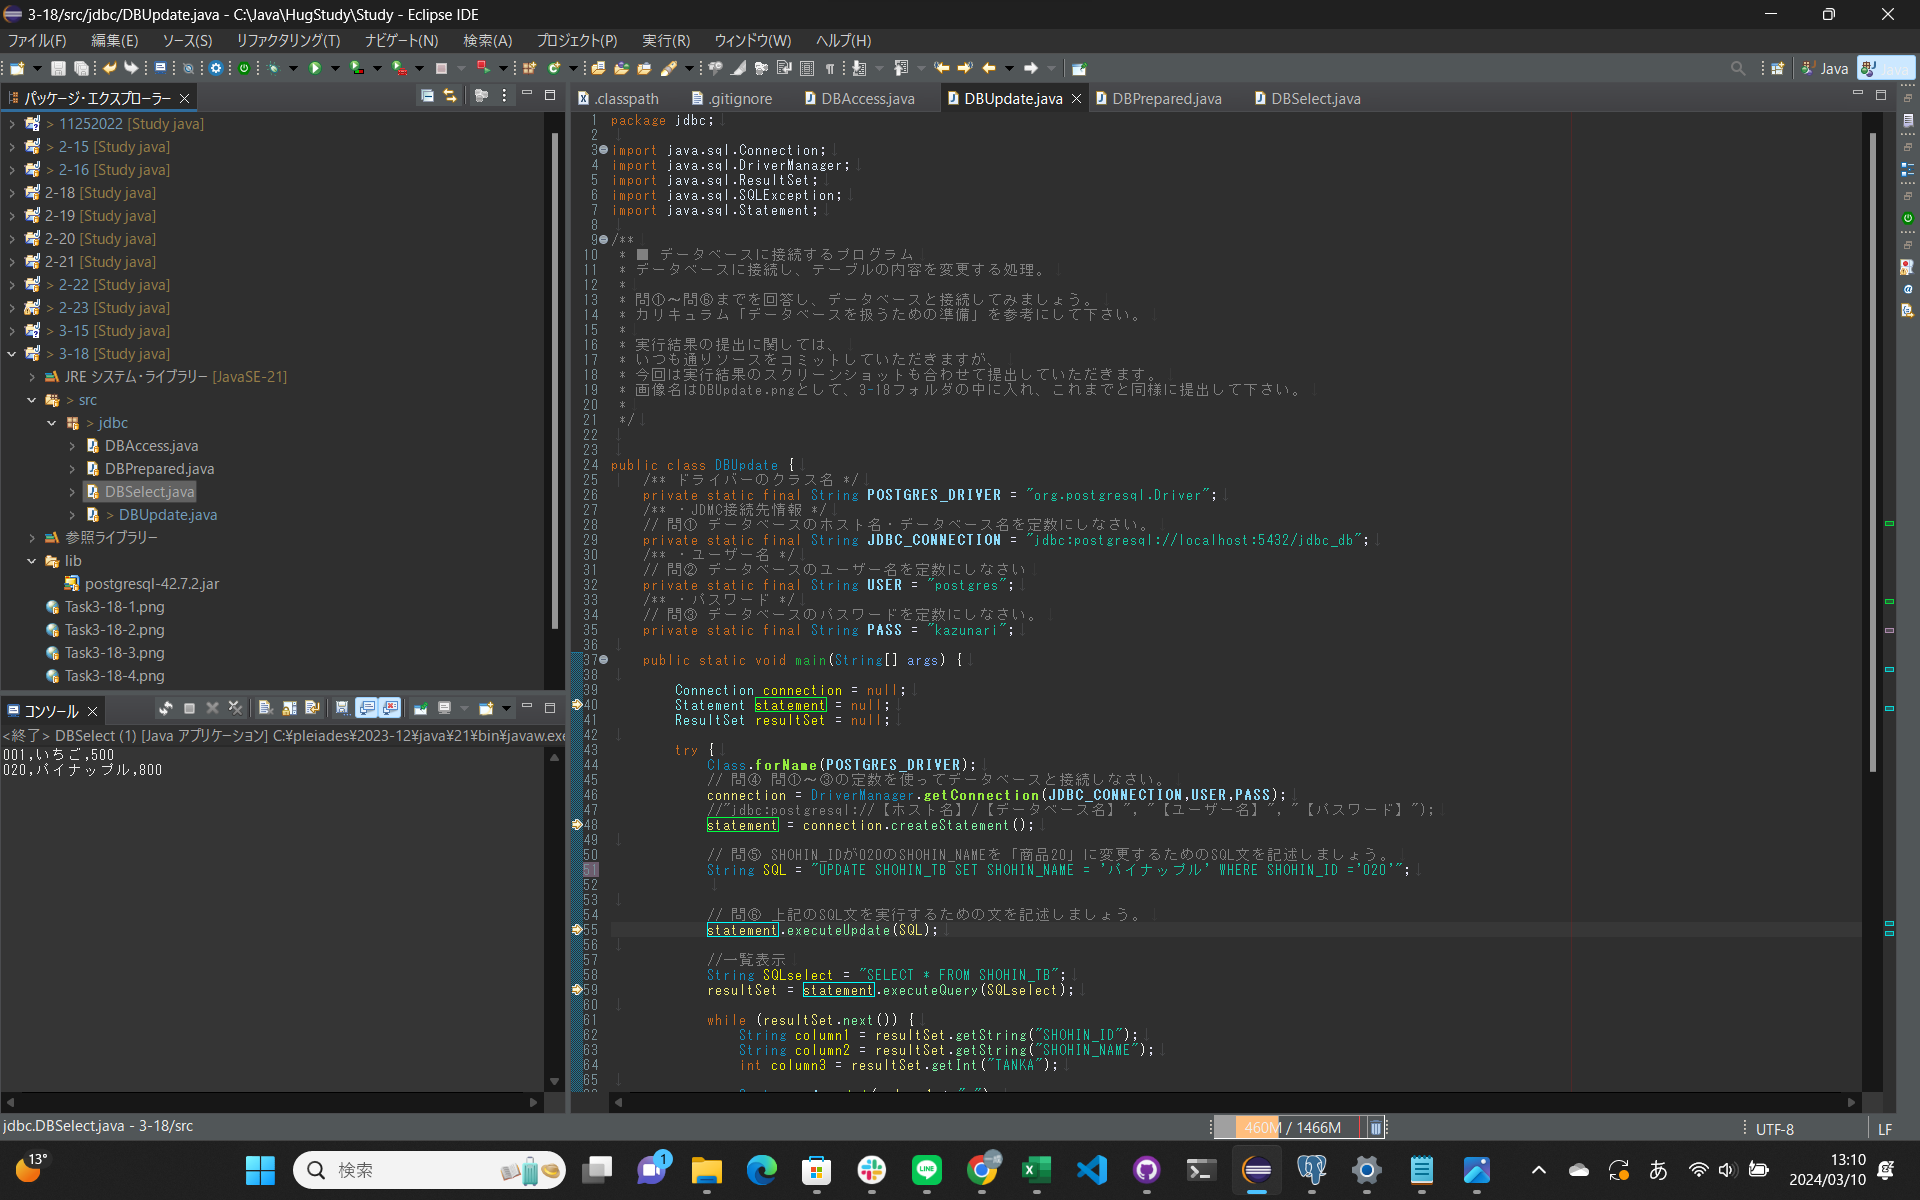 3-18/src/jdbc/DBUpdate.java - C:\Java\HugStudy\Study - Eclipse IDE
ファイル(F) 編集(E) ソース(S) リファクタリング(T) ナビゲート(N) 検索(A) プロジェクト(P) 実行(R) ウィンドウ(W) ヘルプ(H)
Java
パッケージ・エクスプローラー
> 11252022 [Study java]
> 2-15 [Study java]
> 2-16 [Study java]
2-18 [Study java]
2-19 [Study java]
2-20 [Study java]
2-21 [Study java]
> 2-22 [Study java]
> 2-23 [Study java]
> 3-15 [Study java]
> 3-18 [Study java]
JRE システム・ライブラリー [JavaSE-21]
> src
> jdbc
DBAccess.java
DBPrepared.java
DBSelect.java
> DBUpdate.java
参照ライブラリー
lib
postgresql-42.7.2.jar
Task3-18-1.png
Task3-18-2.png
Task3-18-3.png
Task3-18-4.png
コンソール
<終了> DBSelect (1) [Java アプリケーション] C:¥pleiades¥2023-12¥java¥21¥bin¥javaw.exe
001,いちご,500
020,パイナップル,800
.classpath .gitignore DBAccess.java DBUpdate.java DBPrepared.java DBSelect.java
1 package jdbc;
2
3 import java.sql.Connection;
4 import java.sql.DriverManager;
5 import java.sql.ResultSet;
6 import java.sql.SQLException;
7 import java.sql.Statement;
8
9 /**
10 * ■ データベースに接続するプログラム
11 * データベースに接続し、テーブルの内容を変更する処理。
12 *
13 * 問①～問⑥までを回答し、データベースと接続してみましょう。
14 * カリキュラム「データベースを扱うための準備」を参考にして下さい。
15 *
16 * 実行結果の提出に関しては、
17 * いつも通りソースをコミットしていただきますが、
18 * 今回は実行結果のスクリーンショットも合わせて提出していただきます。
19 * 画像名はDBUpdate.pngとして、3-18フォルダの中に入れ、これまでと同様に提出して下さい。
20 *
21 */
22
23
24 public class DBUpdate {
25 /** ドライバーのクラス名 */
26 private static final String POSTGRES_DRIVER = "org.postgresql.Driver";
27 /** ・JDMC接続先情報 */
28 // 問① データベースのホスト名・データベース名を定数にしなさい。
29 private static final String JDBC_CONNECTION = "jdbc:postgresql://localhost:5432/jdbc_db";
30 /** ・ユーザー名 */
31 // 問② データベースのユーザー名を定数にしなさい
32 private static final String USER = "postgres";
33 /** ・パスワード */
34 // 問③ データベースのパスワードを定数にしなさい。
35 private static final String PASS = "kazunari";
36
37 public static void main(String[] args) {
38
39 Connection connection = null;
40 Statement statement = null;
41 ResultSet resultSet = null;
42
43 try {
44 Class.forName(POSTGRES_DRIVER);
45 // 問④ 問①～③の定数を使ってデータベースと接続しなさい。
46 connection = DriverManager.getConnection(JDBC_CONNECTION,USER,PASS);
47 //"jdbc:postgresql://【ホスト名】/【データベース名】", "【ユーザー名】", "【パスワード】");
48 statement = connection.createStatement();
49
50 // 問⑤ SHOHIN_IDが020のSHOHIN_NAMEを「商品20」に変更するためのSQL文を記述しましょう。
51 String SQL = "UPDATE SHOHIN_TB SET SHOHIN_NAME = 'パイナップル' WHERE SHOHIN_ID ='020'";
52
53
54 // 問⑥ 上記のSQL文を実行するための文を記述しましょう。
55 statement.executeUpdate(SQL);
56
57 //一覧表示
58 String SQLselect = "SELECT * FROM SHOHIN_TB";
59 resultSet = statement.executeQuery(SQLselect);
60
61 while (resultSet.next()) {
62 String column1 = resultSet.getString("SHOHIN_ID");
63 String column2 = resultSet.getString("SHOHIN_NAME");
64 int column3 = resultSet.getInt("TANKA");
65
jdbc.DBSelect.java - 3-18/src
460M / 1466M
UTF-8
LF
13°
検索
1
あ
13:10
2024/03/10